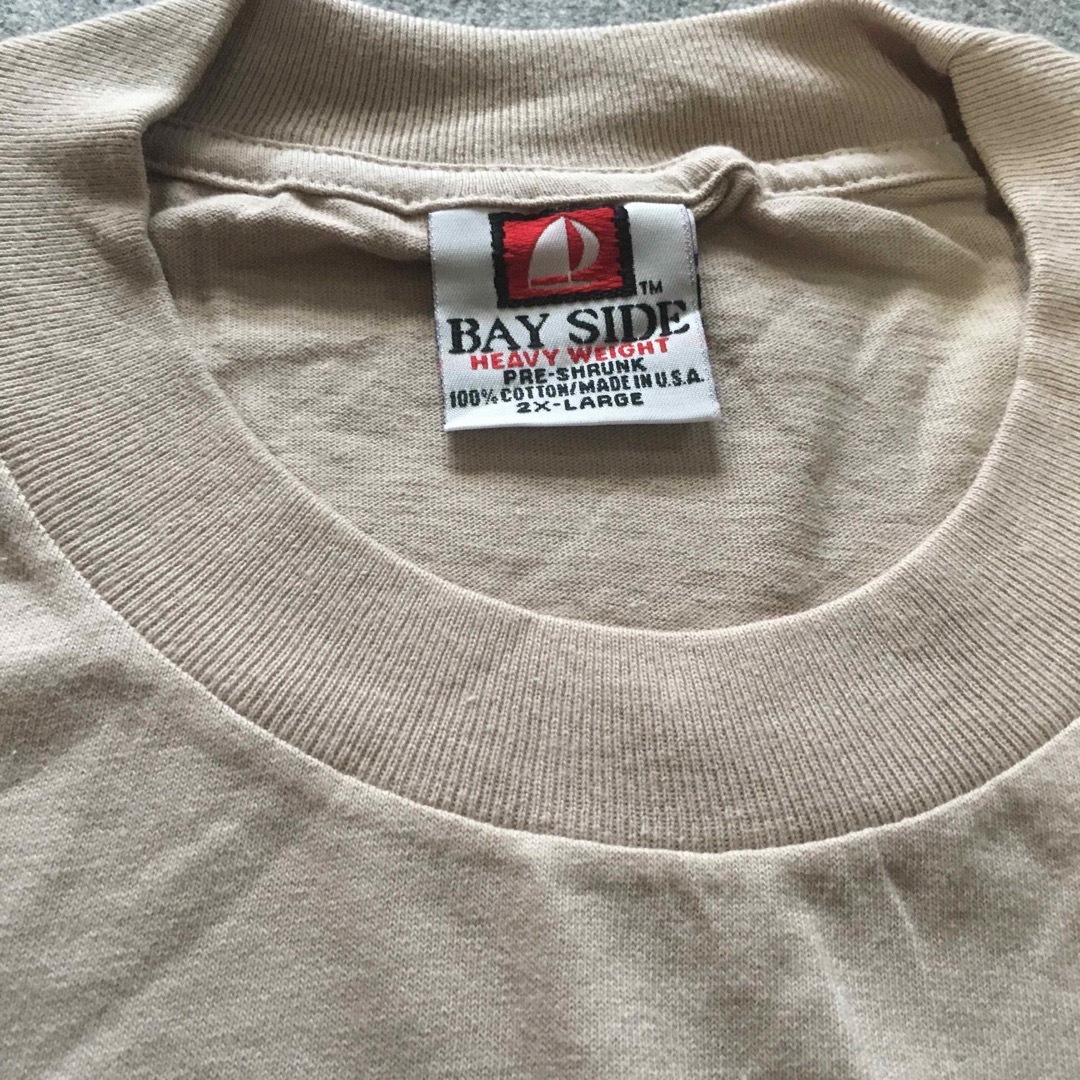 TM
BAY SIDE
HEAVY WEIGHT
PRE-SHRUNK
100% COTTON/MADE IN U.S.A.
2X-LARGE